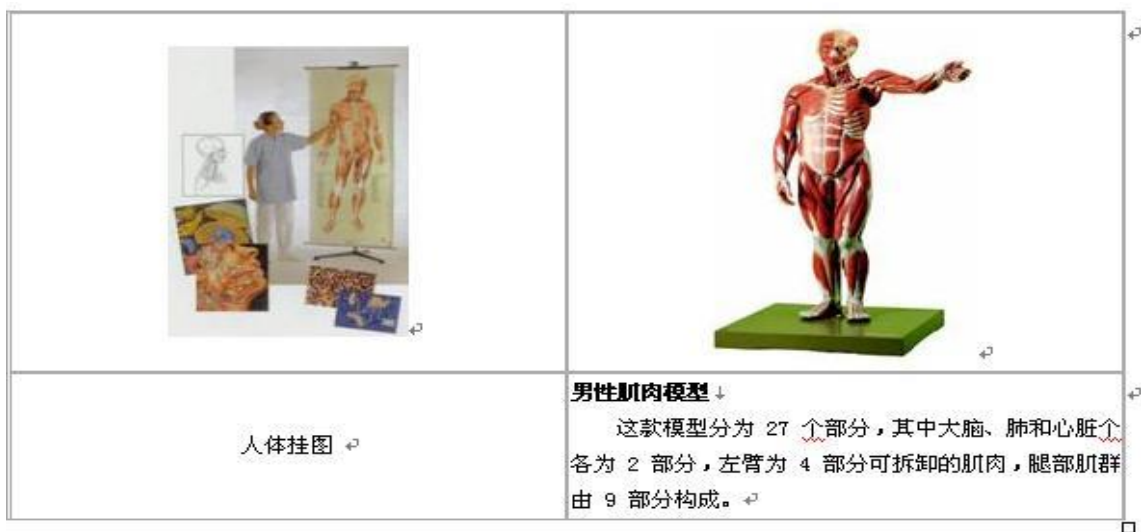 人体挂图
男性肌肉模型
这款模型分为 27 个部分，其中大脑、肺和心脏个
各为 2 部分，左臂为 4 部分可拆卸的肌肉，腿部肌群
由 9 部分构成。